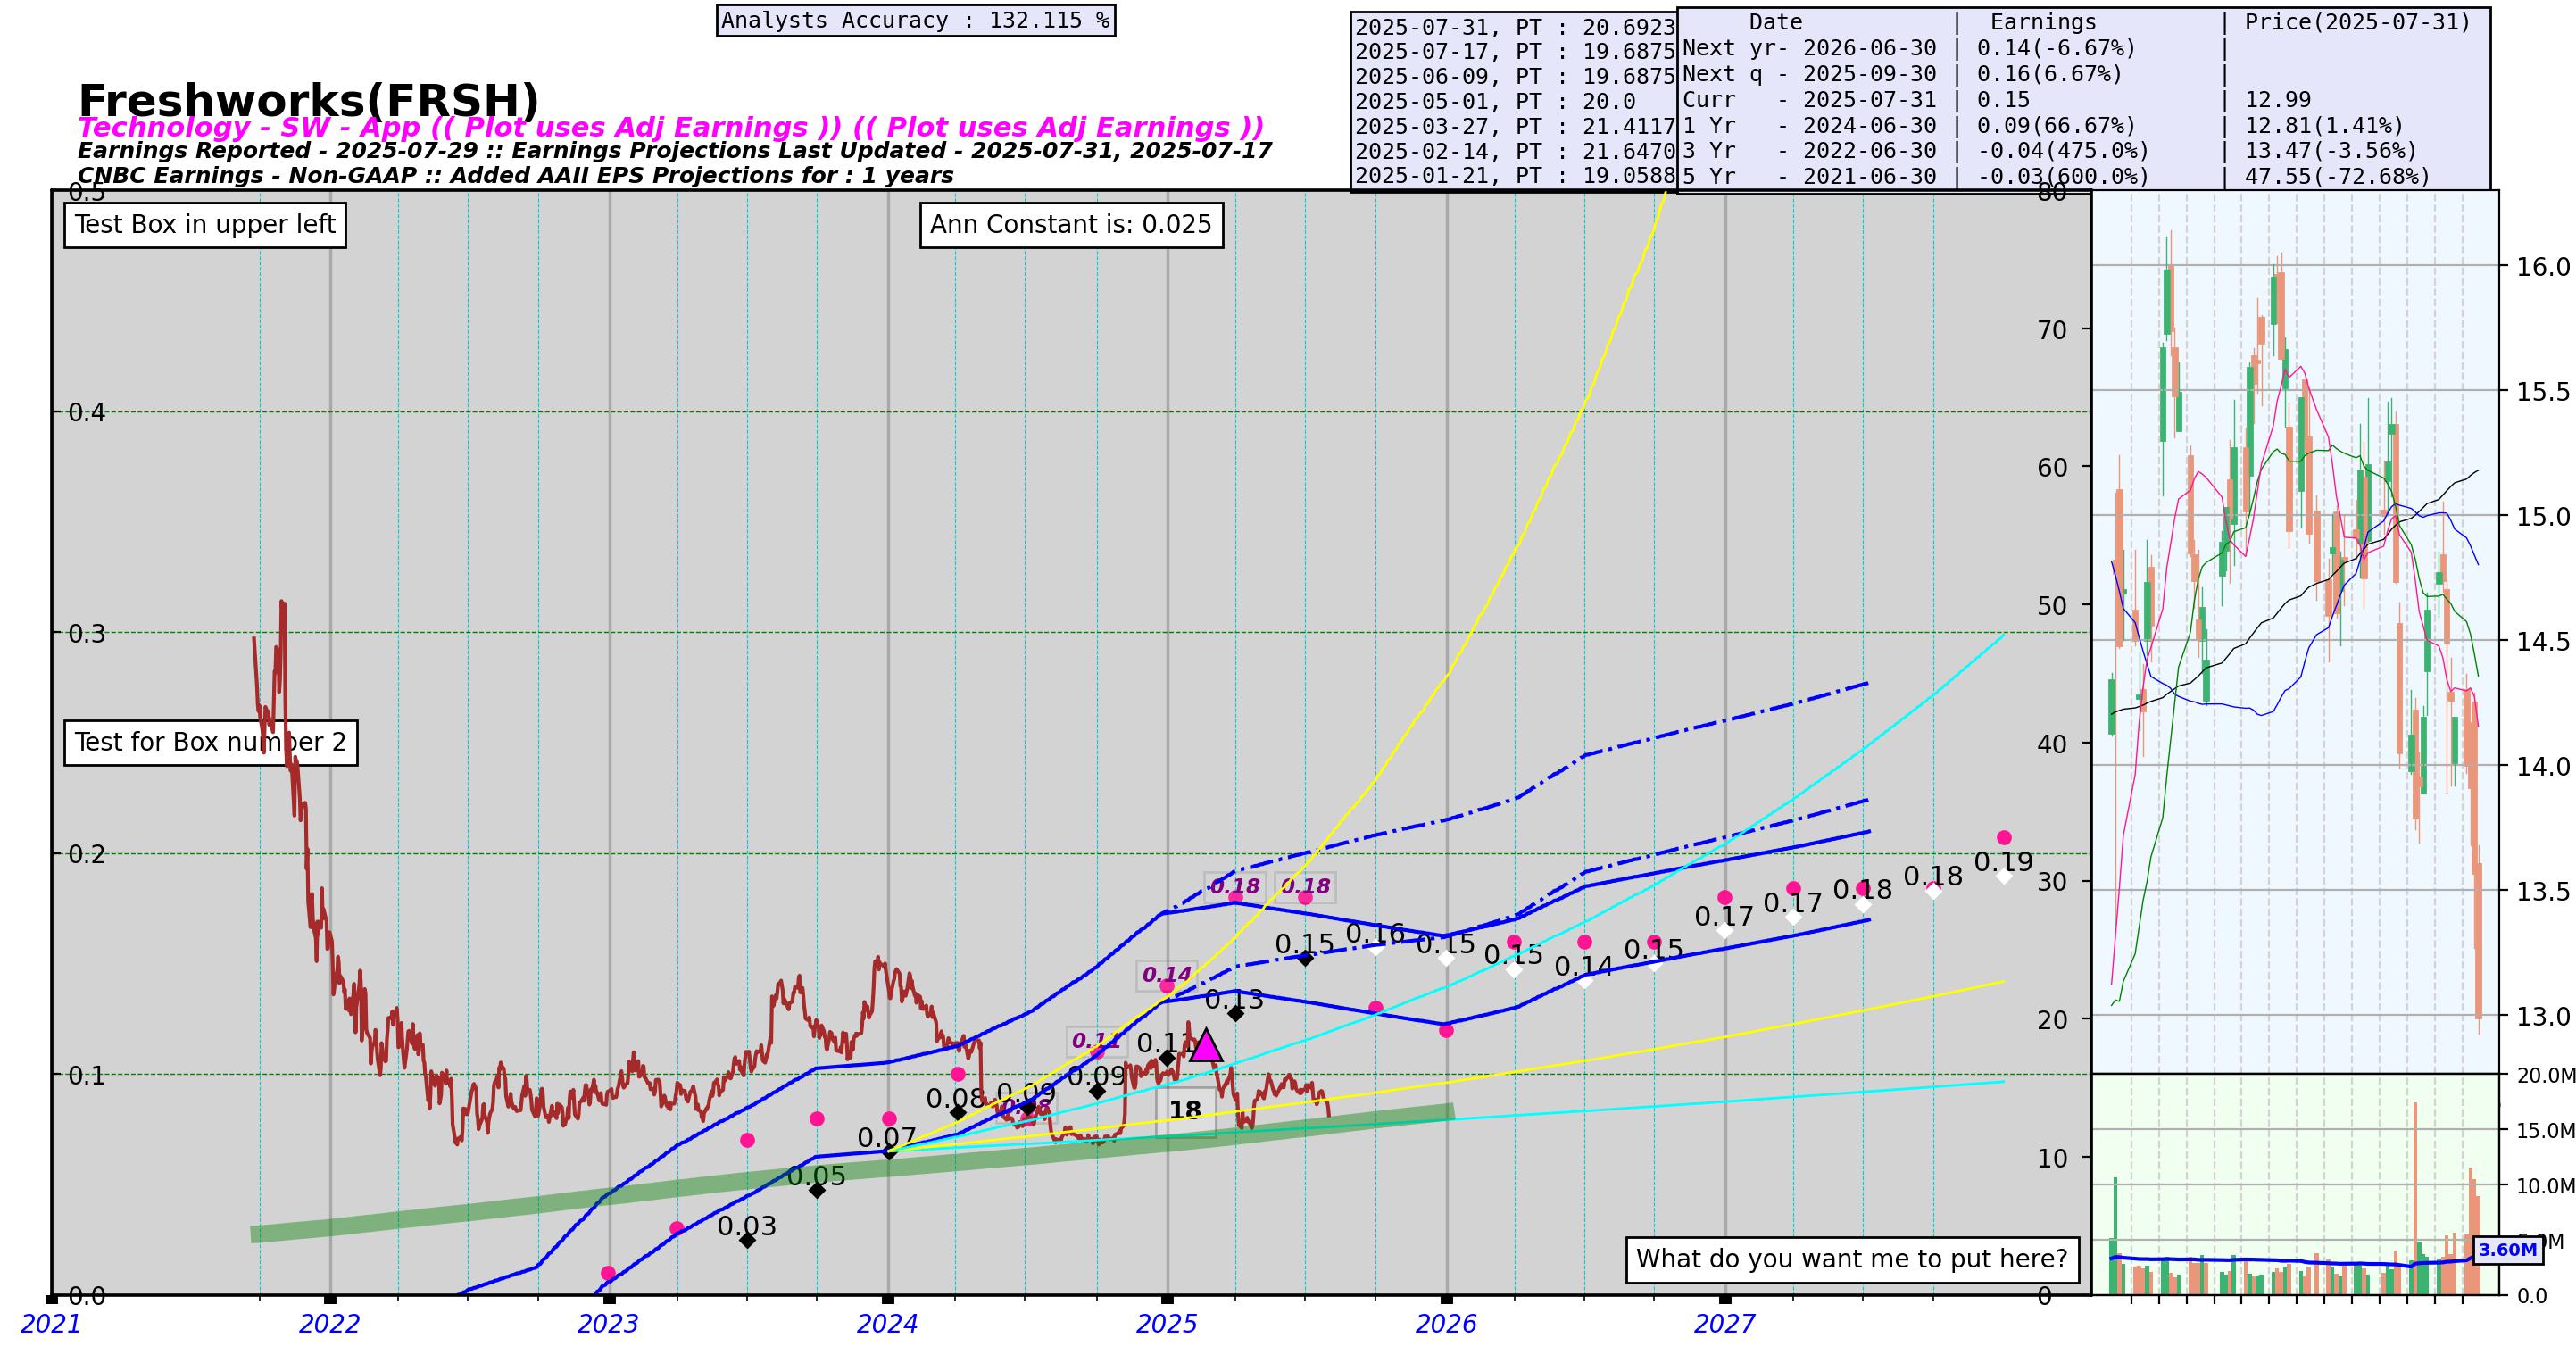 Analysts Accuracy : 132.115 %
2025-07-31, PT : 20.6923
2025-07-17, PT : 19.6875
2025-06-09, PT : 19.6875
2025-05-01, PT : 20.0
2025-03-27, PT : 21.4117
2025-02-14, PT : 21.6470
2025-01-21, PT : 19.0588
Date | Earnings | Price(2025-07-31)
Next yr- 2026-06-30 | 0.14(-6.67%) |
Next q - 2025-09-30 | 0.16(6.67%) |
Curr - 2025-07-31 | 0.15 | 12.99
1 Yr - 2024-06-30 | 0.09(66.67%) | 12.81(1.41%)
3 Yr - 2022-06-30 | -0.04(475.0%) | 13.47(-3.56%)
5 Yr - 2021-06-30 | -0.03(600.0%) | 47.55(-72.68%)
Freshworks(FRSH)
Technology - SW - App (( Plot uses Adj Earnings )) (( Plot uses Adj Earnings ))
Earnings Reported - 2025-07-29 :: Earnings Projections Last Updated - 2025-07-31, 2025-07-17
CNBC Earnings - Non-GAAP :: Added AAII EPS Projections for : 1 years
Test Box in upper left
Ann Constant is: 0.025
Test for Box number 2
What do you want me to put here?
0.5
0.4
0.3
0.2
0.1
0.0
80
70
60
50
40
30
20
10
0
16.0
15.5
15.0
14.5
14.0
13.5
13.0
20.0M
15.0M
10.0M
3.60M
0.0
0.03
0.05
0.07
0.08
0.09
0.09
0.11
0.13
0.15
0.16
0.15
0.15
0.14
0.15
0.17
0.17
0.18
0.18
0.19
0.11
0.14
0.18
0.18
18
2021
2022
2023
2024
2025
2026
2027